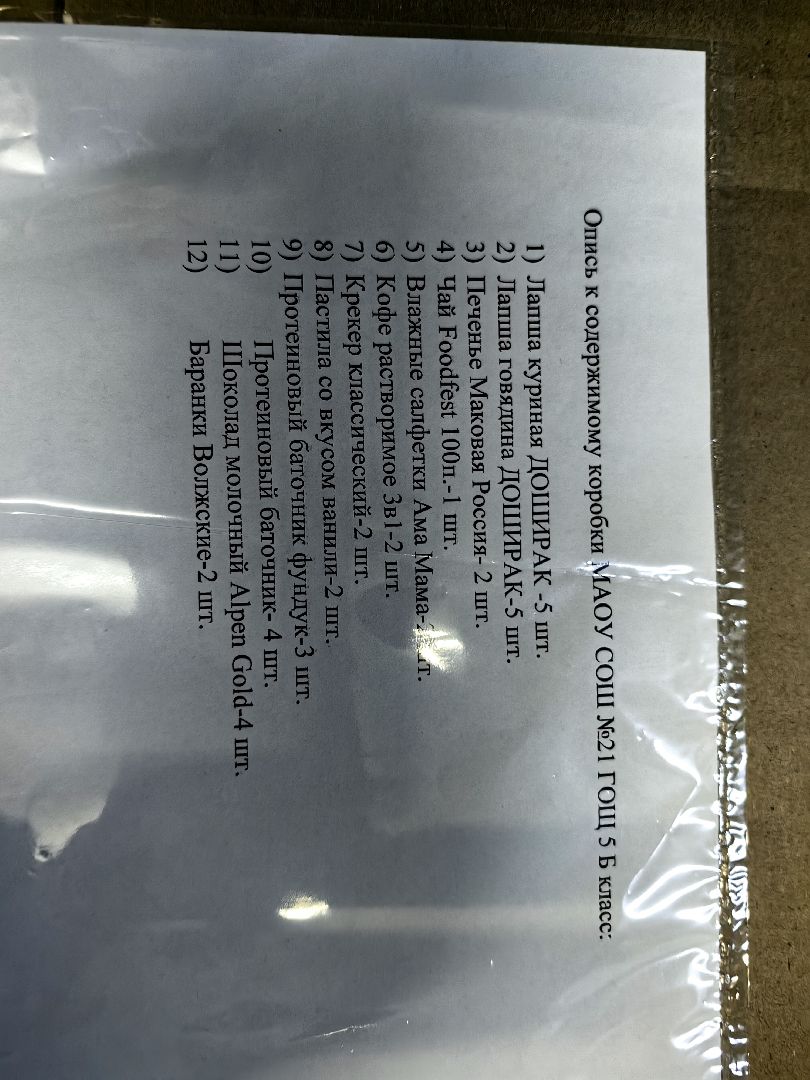 Опись к содержимому коробки МАОУ СОШ №21 ГОЩ 5 Б класс:
1) Лапша куриная ДОШИРАК -5 шт.
2) Лапша говядина ДОШИРАК-5 шт.
3) Печенье Маковая Россия- 2 шт.
4) Чай Foodfest 100п.-1 шт.
5) Влажные салфетки Ама Мама-
6) Кофе растворимое 3в1-2 шт.
7) Крекер классический-2 шт.
8) Пастила со вкусом ванили-2 шт.
9) Протеиновый баточник фундук-3 шт.
10) Протеиновый баточник- 4 шт.
11) Шоколад молочный Alpen Gold-4 шт.
12) Баранки Волжские-2 шт.